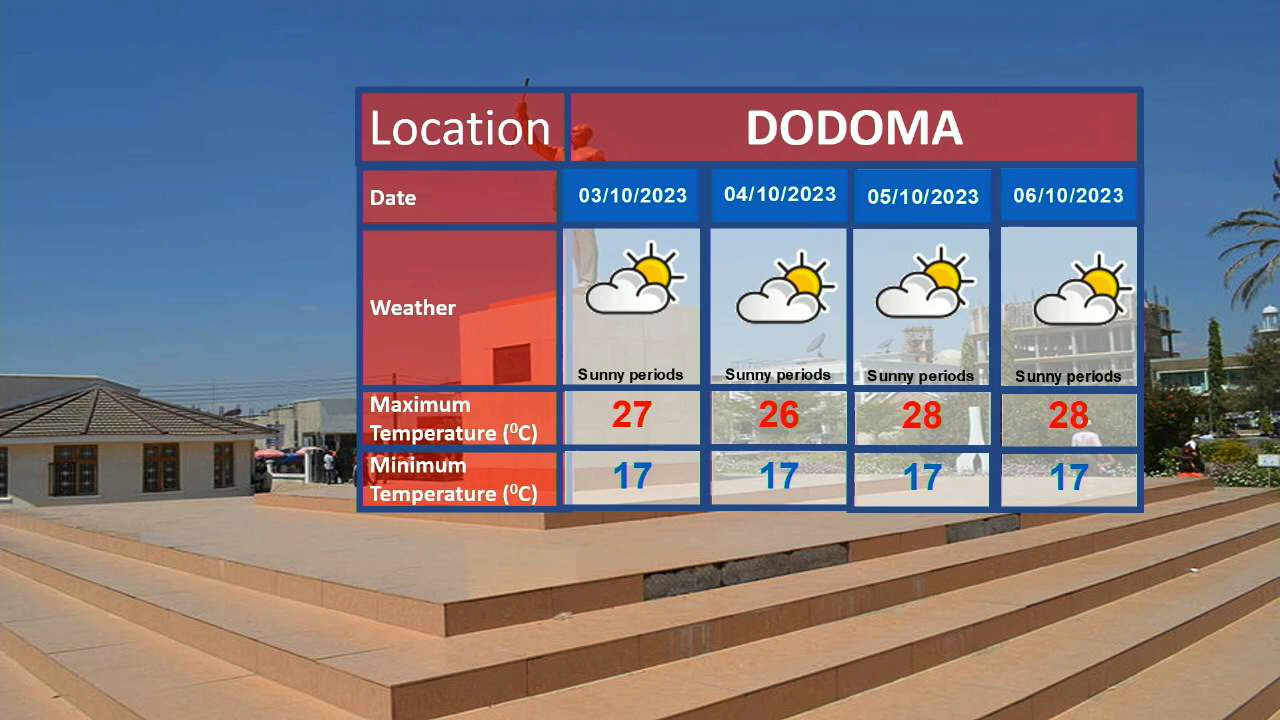 Location DODOMA
Date 03/10/2023 04/10/2023 05/10/2023 06/10/2023
Weather Sunny periods Sunny periods Sunny periods Sunny periods
Maximum
Temperature (⁰C) 27 26 28 28
Minimum
Temperature (⁰C) 17 17 17 17